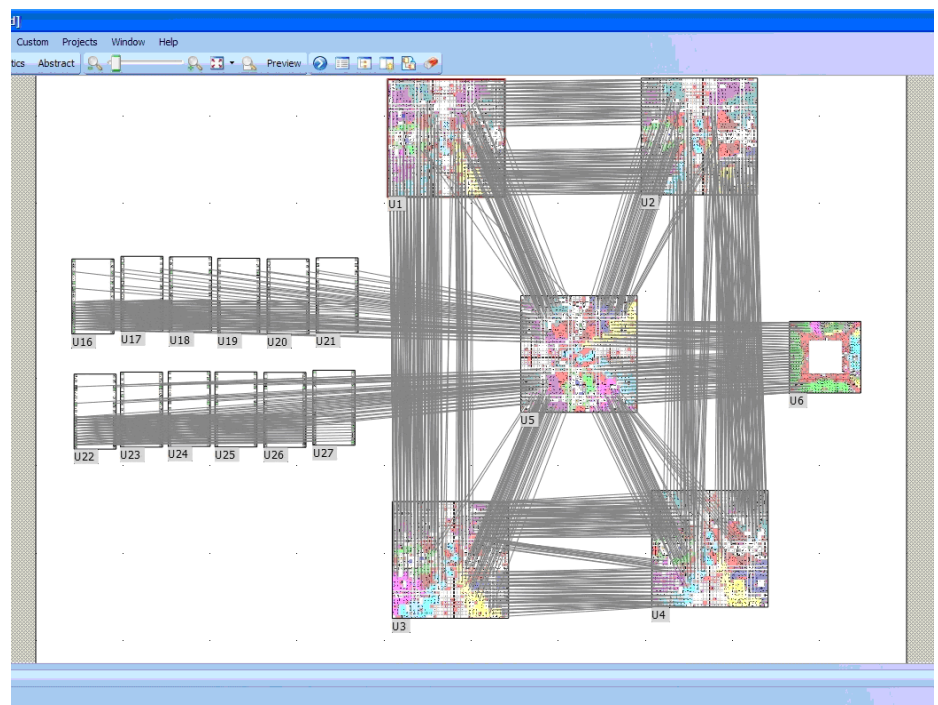 d]
Custom Projects Window Help
tics Abstract Preview
U1 U2
U16 U17 U18 U19 U20 U21
U5
U6
U22 U23 U24 U25 U26 U27
U3
U4